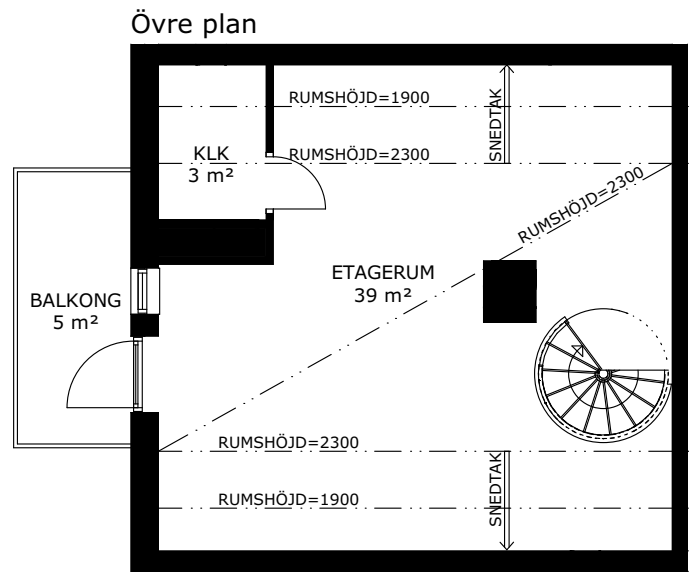 Övre plan
RUMSHÖJD=1900
SNEDTAK
KLK
3 m²
RUMSHÖJD=2300
RUMSHÖJD=2300
ETAGERUM
39 m²
BALKONG
5 m²
RUMSHÖJD=2300
SNEDTAK
RUMSHÖJD=1900